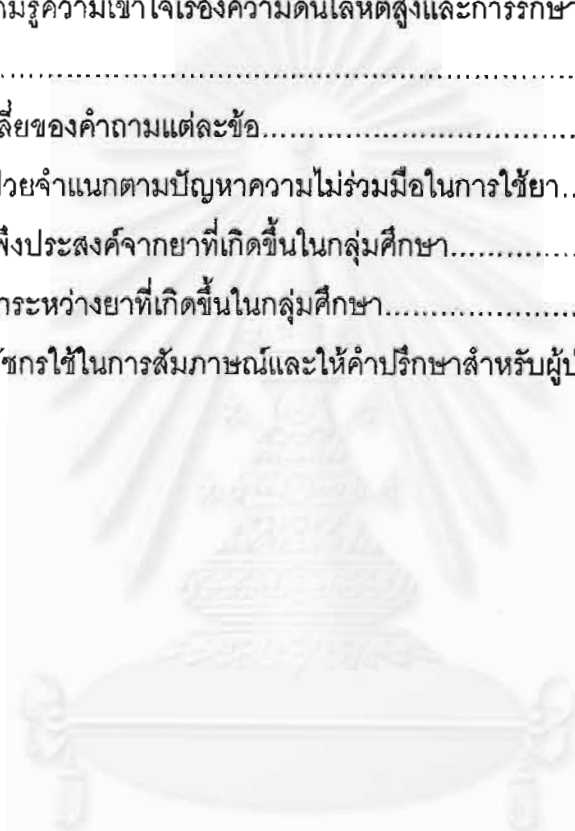 ามรู้ความเข้าใจเรื่องความดันโลหิตสูงและการรักษา
....................................................................
ลี่ยของคำถามแต่ละข้อ..................................
ป่วยจำแนกตามปัญหาความไม่ร่วมมือในการใช้ยา...
พึงประสงค์จากยาที่เกิดขึ้นในกลุ่มศึกษา.............
าระหว่างยาที่เกิดขึ้นในกลุ่มศึกษา....................
ัชกรใช้ในการสัมภาษณ์และให้คำปรึกษาสำหรับผู้ป